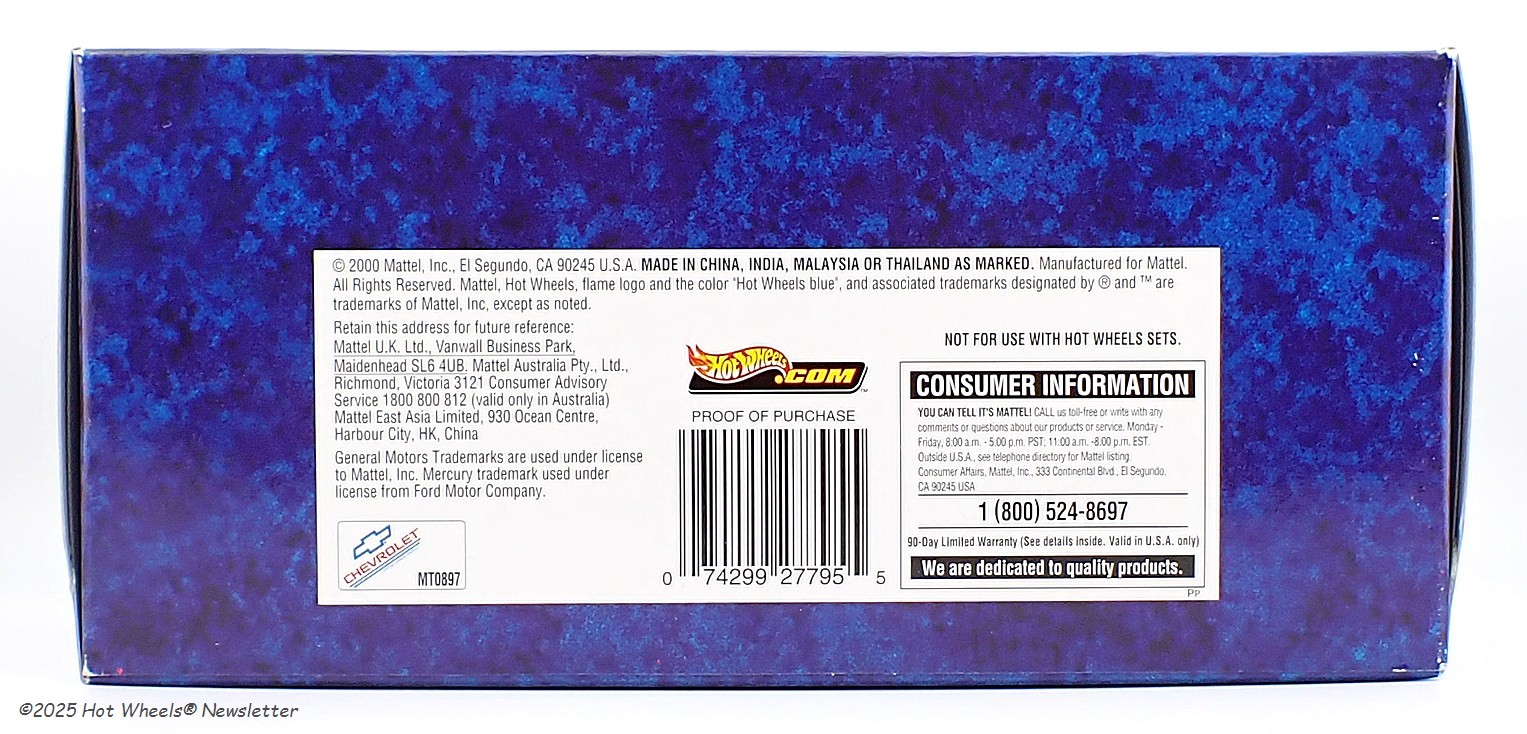 © 2000 Mattel, Inc., El Segundo, CA 90245 U.S.A. MADE IN CHINA, INDIA, MALAYSIA OR THAILAND AS MARKED. Manufactured for Mattel.
All Rights Reserved. Mattel, Hot Wheels, flame logo and the color "Hot Wheels blue", and associated trademarks designated by ® and ™ are
trademarks of Mattel, Inc, except as noted.
Retain this address for future reference:
Mattel U.K. Ltd., Vanwall Business Park,
Maidenhead SL6 4UB. Mattel Australia Pty., Ltd.,
Richmond, Victoria 3121 Consumer Advisory
Service 1800 800 812 (valid only in Australia)
Mattel East Asia Limited, 930 Ocean Centre,
Harbour City, HK, China
General Motors Trademarks are used under license
to Mattel, Inc. Mercury trademark used under
license from Ford Motor Company.
CHEVROLET
MT0897
HOT WHEELS
.COM™
PROOF OF PURCHASE
0 74299 27795 5
NOT FOR USE WITH HOT WHEELS SETS.
CONSUMER INFORMATION
YOU CAN TELL IT'S MATTEL! CALL us toll-free or write with any
comments or questions about our products or service. Monday -
Friday, 8:00 a.m. - 5:00 p.m. PST; 11:00 a.m. -8:00 p.m. EST.
Outside U.S.A., see telephone directory for Mattel listing.
Consumer Affairs, Mattel, Inc., 333 Continental Blvd., El Segundo,
CA 90245 USA
1 (800) 524-8697
90-Day Limited Warranty (See details inside. Valid in U.S.A. only)
We are dedicated to quality products.
PP
©2025 Hot Wheels® Newsletter